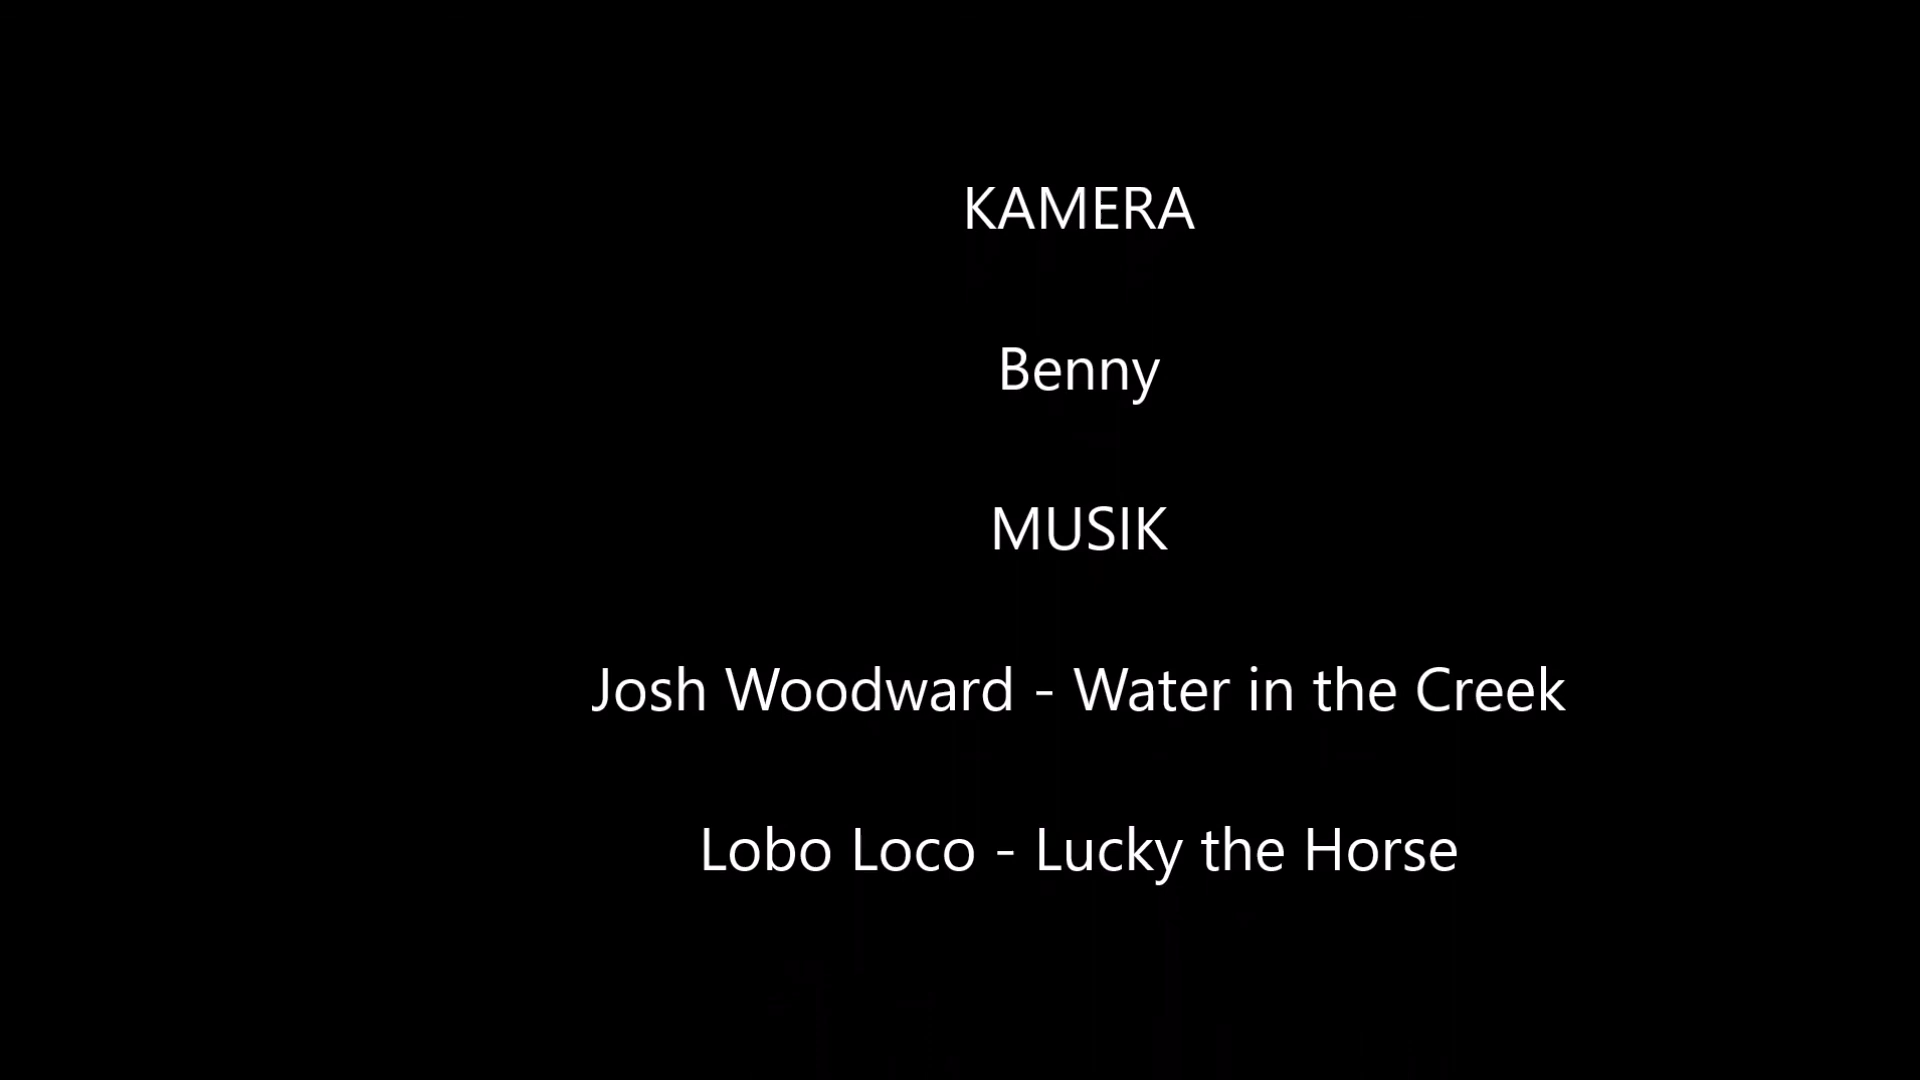 KAMERA
Benny
MUSIK
Josh Woodward - Water in the Creek
Lobo Loco - Lucky the Horse